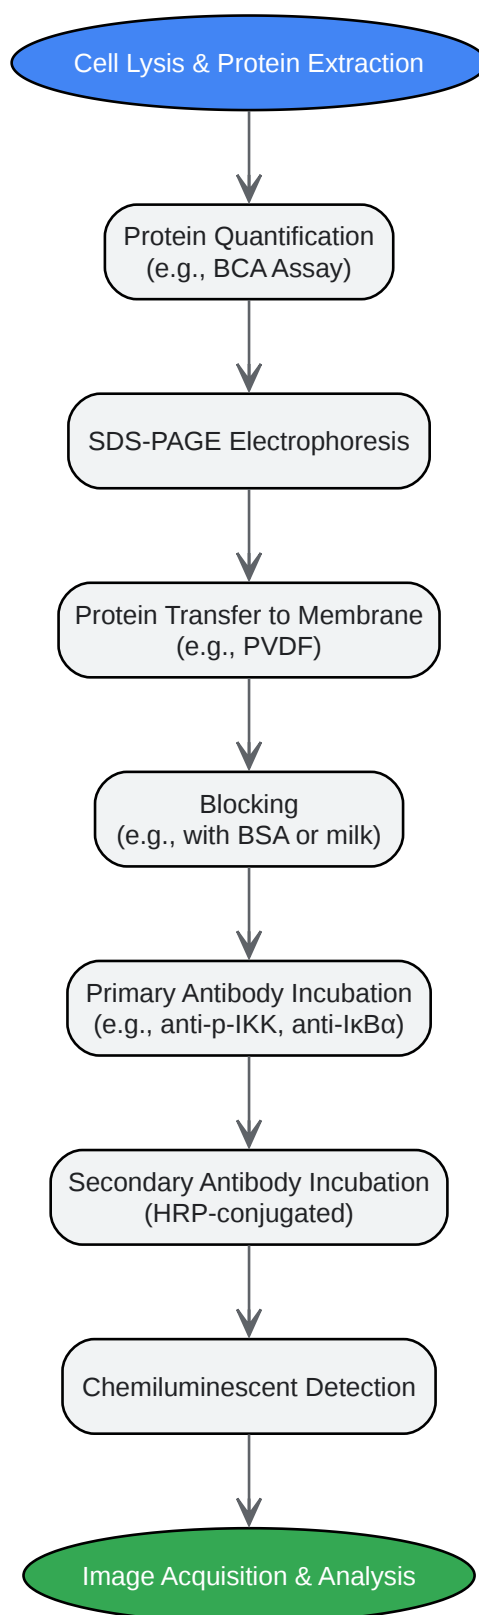 Cell Lysis & Protein Extraction
Protein Quantification
(e.g., BCA Assay)
SDS-PAGE Electrophoresis
Protein Transfer to Membrane
(e.g., PVDF)
Blocking
(e.g., with BSA or milk)
Primary Antibody Incubation
(e.g., anti-p-IKK, anti-IκBα)
Secondary Antibody Incubation
(HRP-conjugated)
Chemiluminescent Detection
Image Acquisition & Analysis